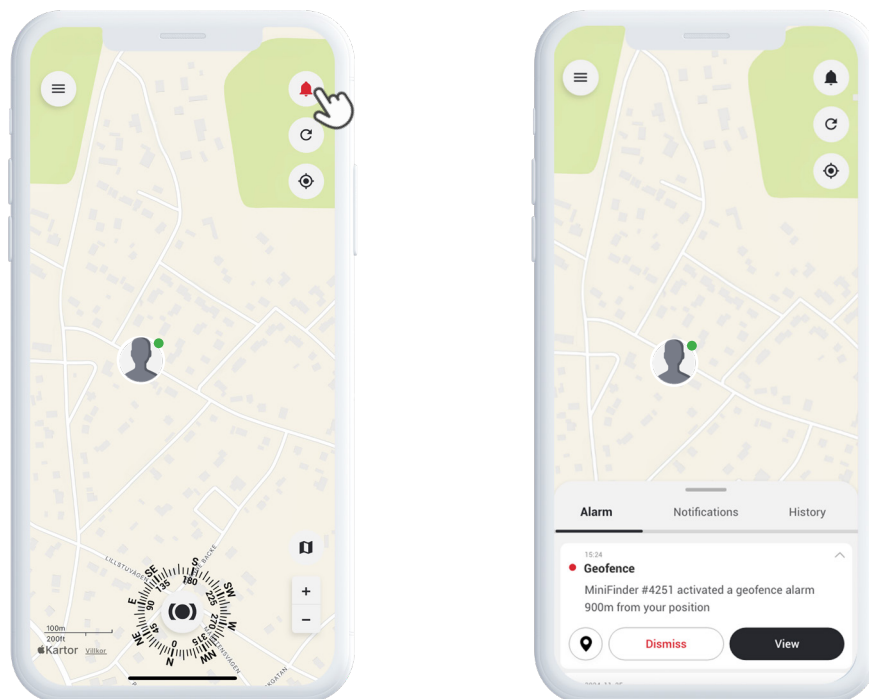 LILLSTUVÄGEN
BACKE
S
SW
W
NW
N
NE
E
SE
180
225
270
315
0
45
90
135
+
−
100m
200ft
Kartor
Villkor
Alarm
Notifications
History
15:24
Geofence
MiniFinder #4251 activated a geofence alarm
900m from your position
Dismiss
View